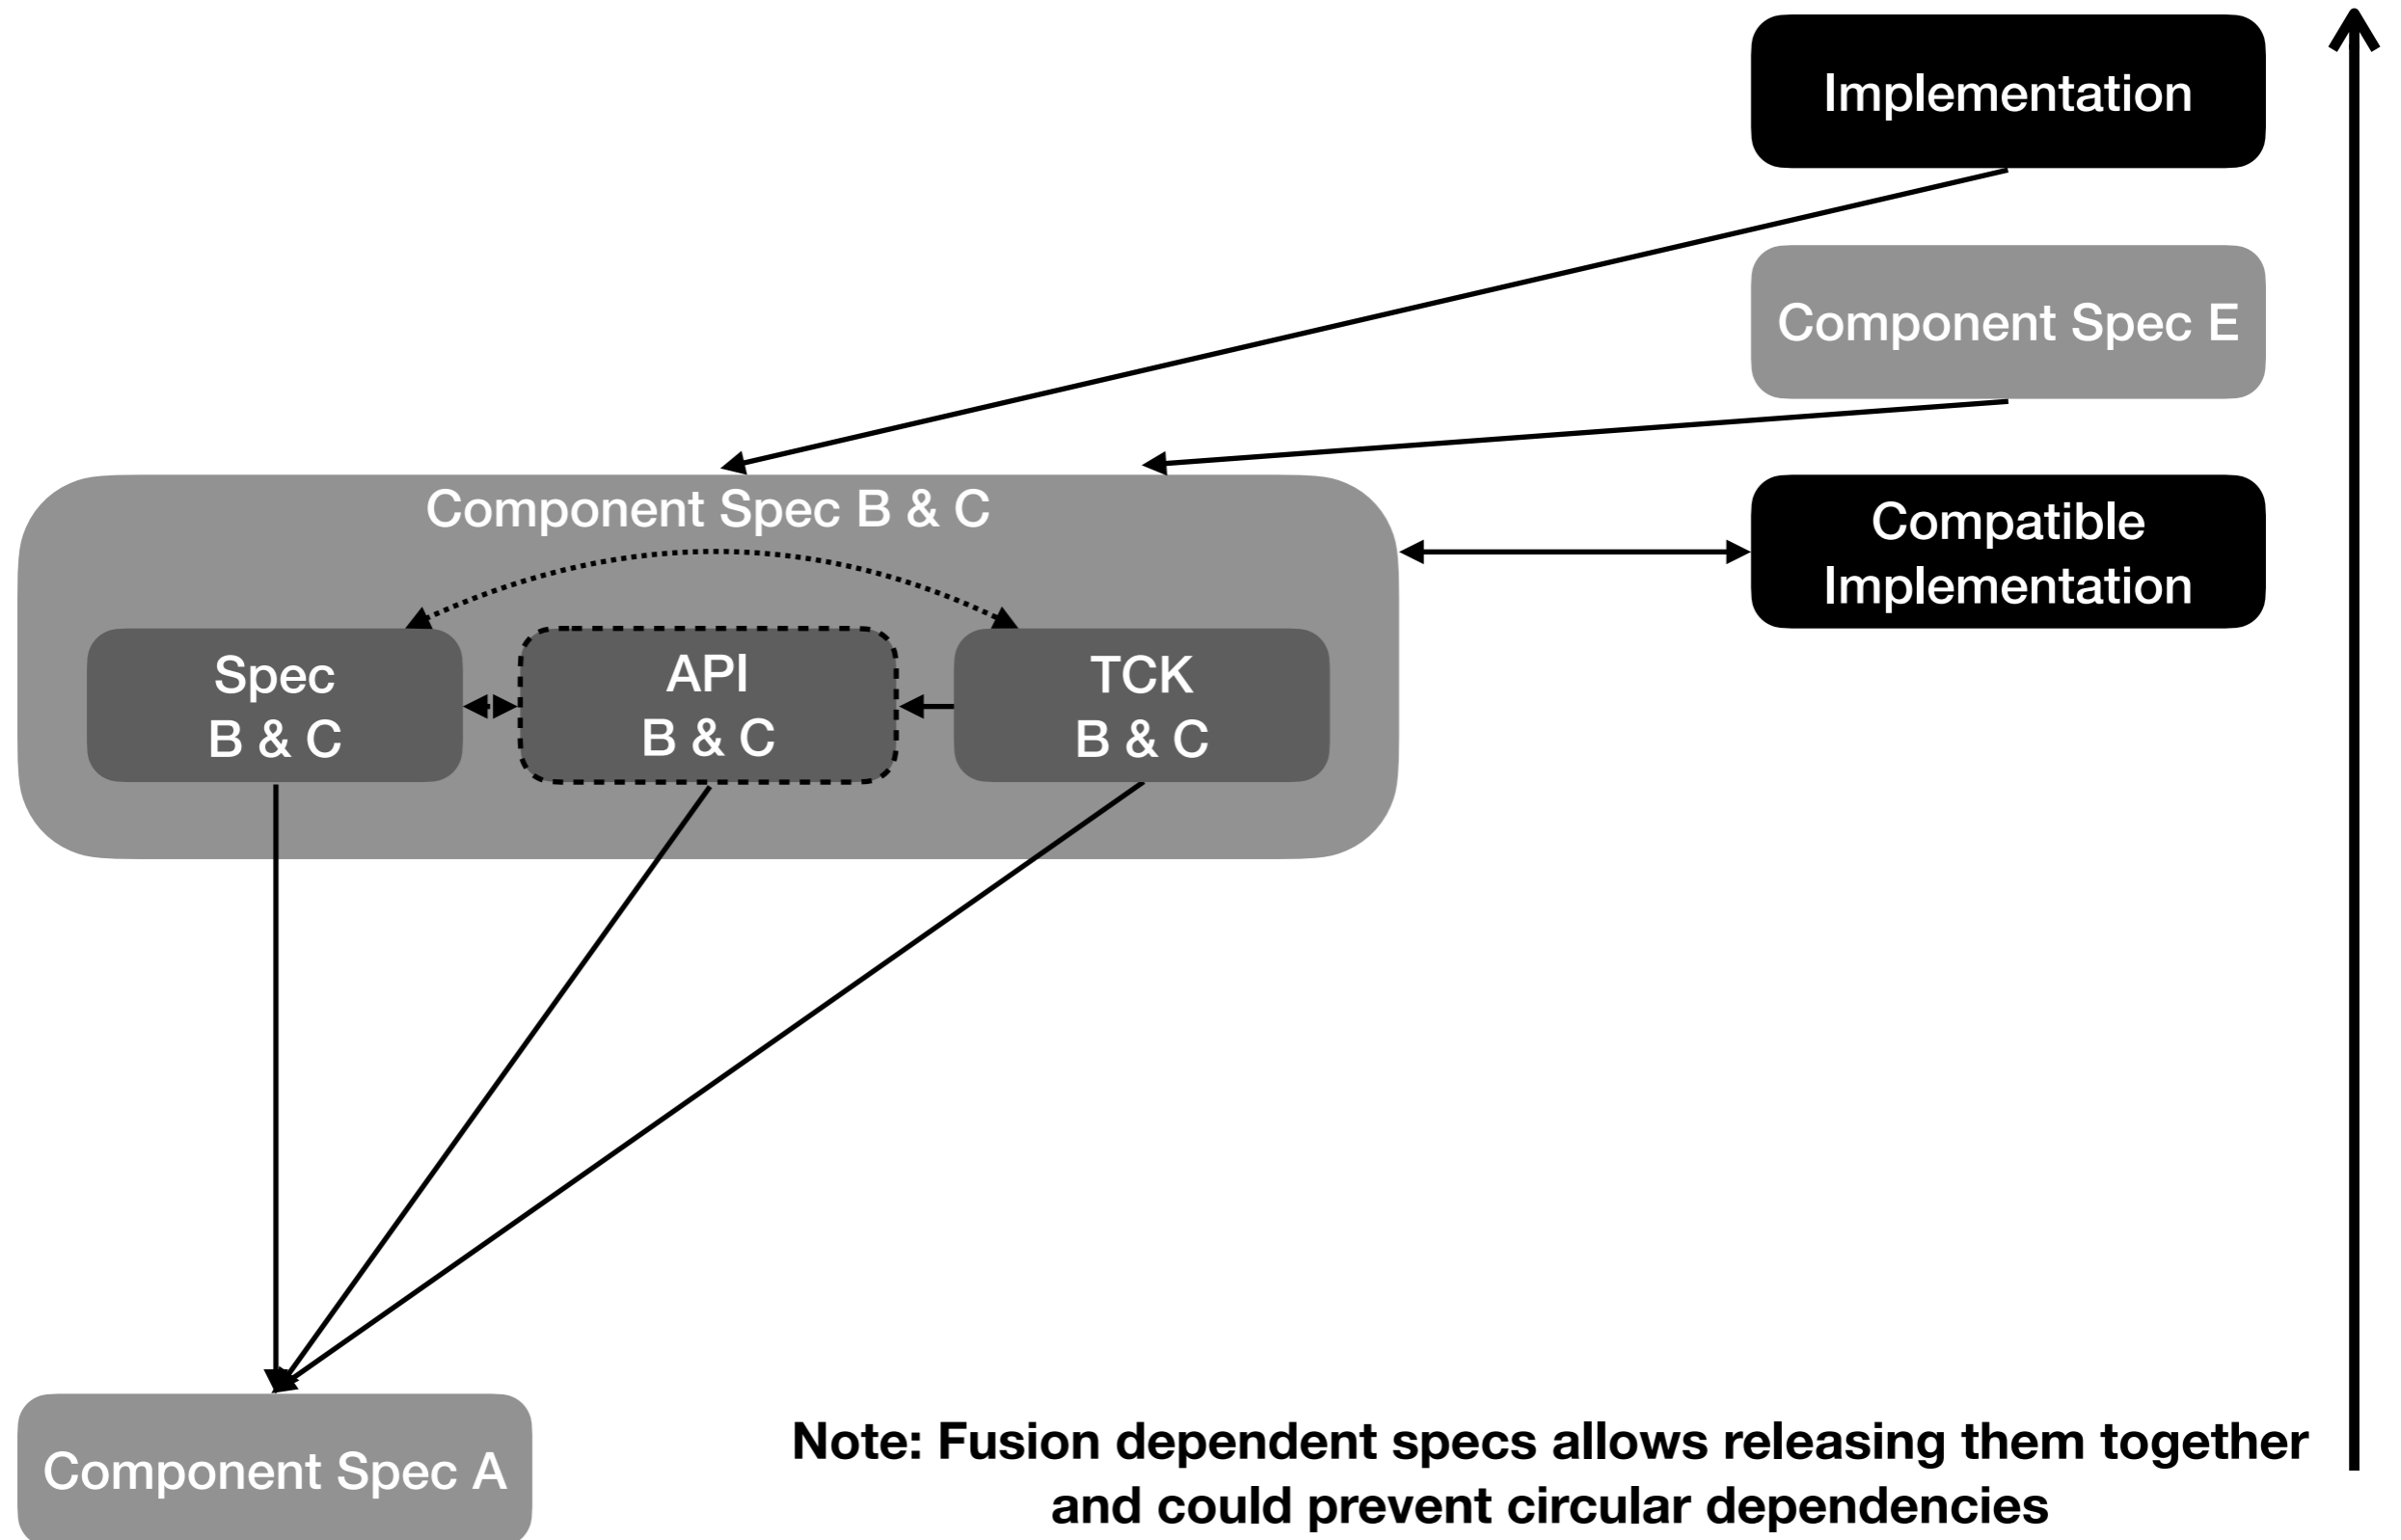 Implementation
Component Spec E
Component Spec B & C
Compatible
Implementation
Spec
B & C
API
B & C
TCK
B & C
Component Spec A
Note: Fusion dependent specs allows releasing them together
and could prevent circular dependencies